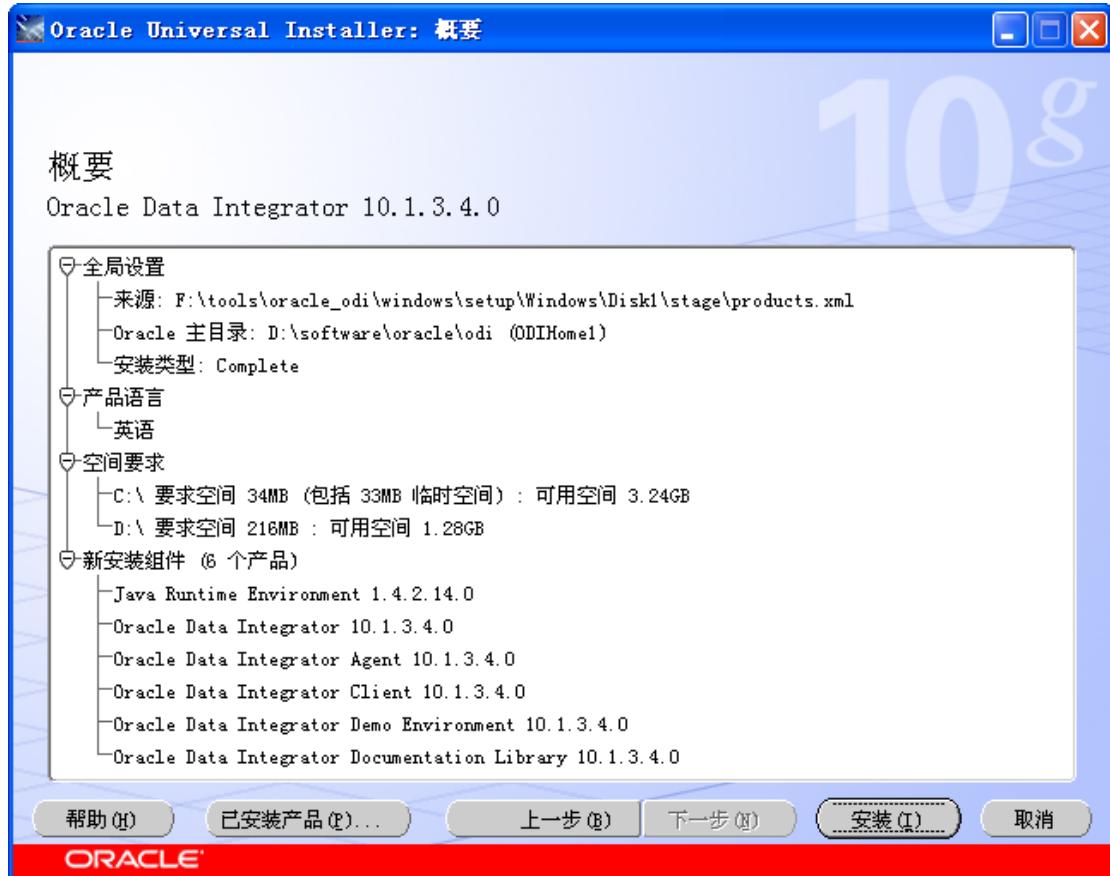 Oracle Universal Installer: 概要
10g
概要
Oracle Data Integrator 10.1.3.4.0
全局设置
来源: F:\tools\oracle_odi\windows\setup\Windows\Disk1\stage\products.xml
Oracle 主目录: D:\software\oracle\odi (ODIHome1)
安装类型: Complete
产品语言
英语
空间要求
C:\ 要求空间 34MB (包括 33MB 临时空间) : 可用空间 3.24GB
D:\ 要求空间 216MB : 可用空间 1.28GB
新安装组件 (6 个产品)
Java Runtime Environment 1.4.2.14.0
Oracle Data Integrator 10.1.3.4.0
Oracle Data Integrator Agent 10.1.3.4.0
Oracle Data Integrator Client 10.1.3.4.0
Oracle Data Integrator Demo Environment 10.1.3.4.0
Oracle Data Integrator Documentation Library 10.1.3.4.0
帮助(H) 已安装产品(P)... 上一步(B) 下一步(N) 安装(I) 取消
ORACLE